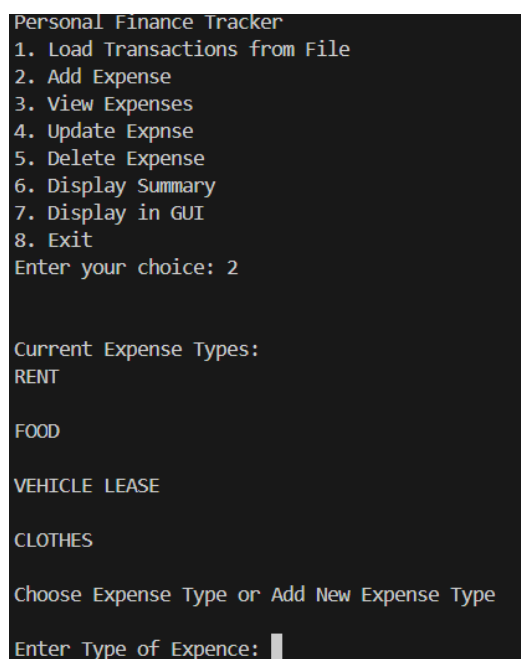 Personal Finance Tracker
1. Load Transactions from File
2. Add Expense
3. View Expenses
4. Update Expnse
5. Delete Expense
6. Display Summary
7. Display in GUI
8. Exit
Enter your choice: 2
Current Expense Types:
RENT
FOOD
VEHICLE LEASE
CLOTHES
Choose Expense Type or Add New Expense Type
Enter Type of Expence: